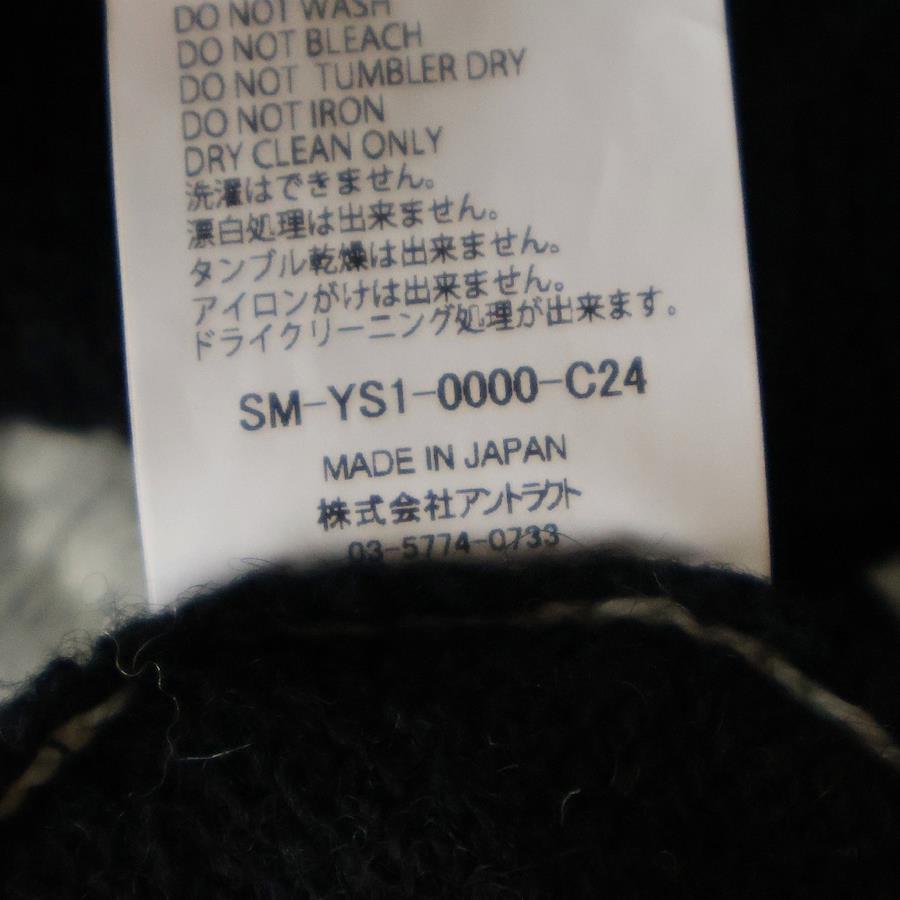 DO NOT WASH
DO NOT BLEACH
DO NOT TUMBLER DRY
DO NOT IRON
DRY CLEAN ONLY
洗濯はできません。
漂白処理は出来ません。
タンブル乾燥は出来ません。
アイロンがけは出来ません。
ドライクリーニング処理が出来ます。
SM-YS1-0000-C24
MADE IN JAPAN
株式会社アントラクト
03-5774-0733